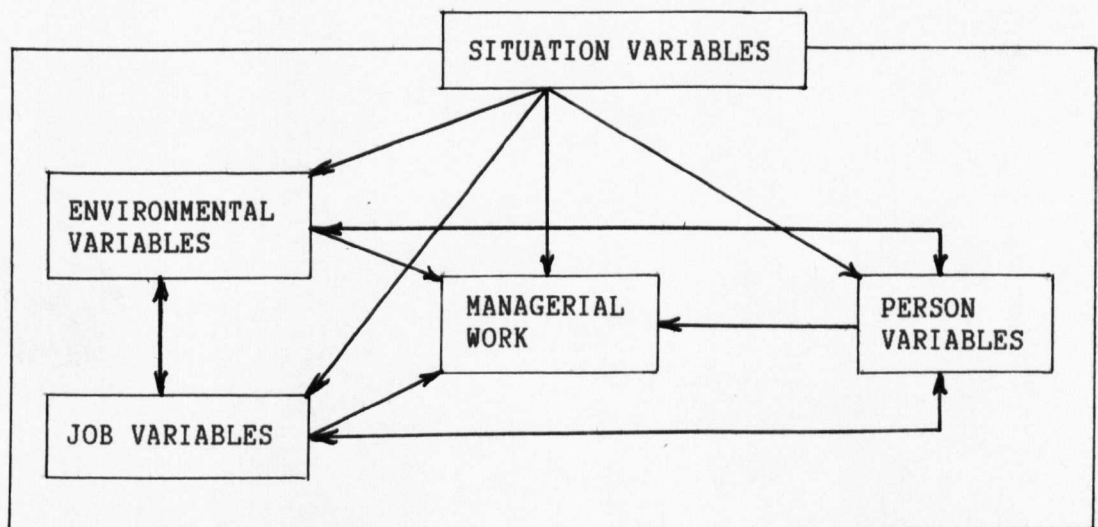 SITUATION VARIABLES
ENVIRONMENTAL
VARIABLES
MANAGERIAL
WORK
PERSON
VARIABLES
JOB VARIABLES